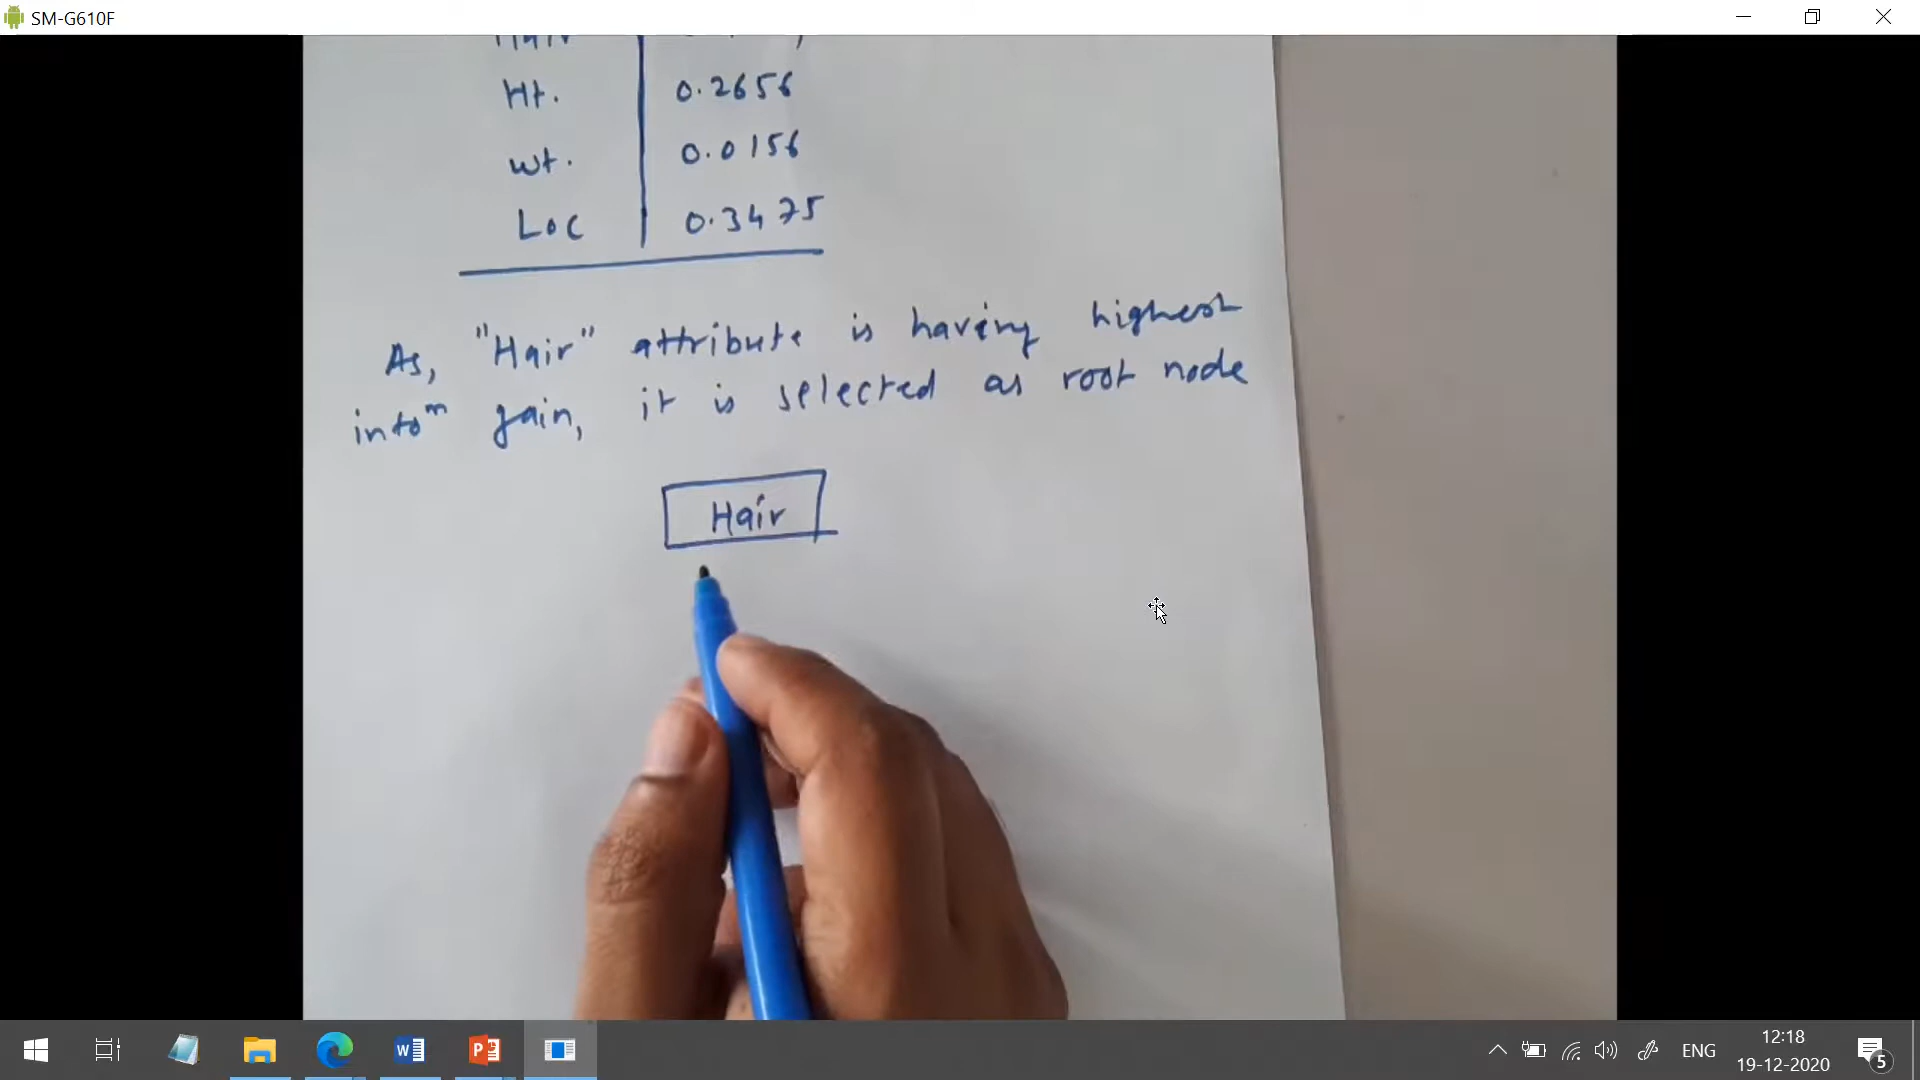 SM-G610F
Hair
Ht. 0.2656
wt. 0.0156
Loc 0.3475
As, "Hair" attribute is having highest
intoᵐ gain, it is selected as root node
Hair
ENG
12:18
19-12-2020
5